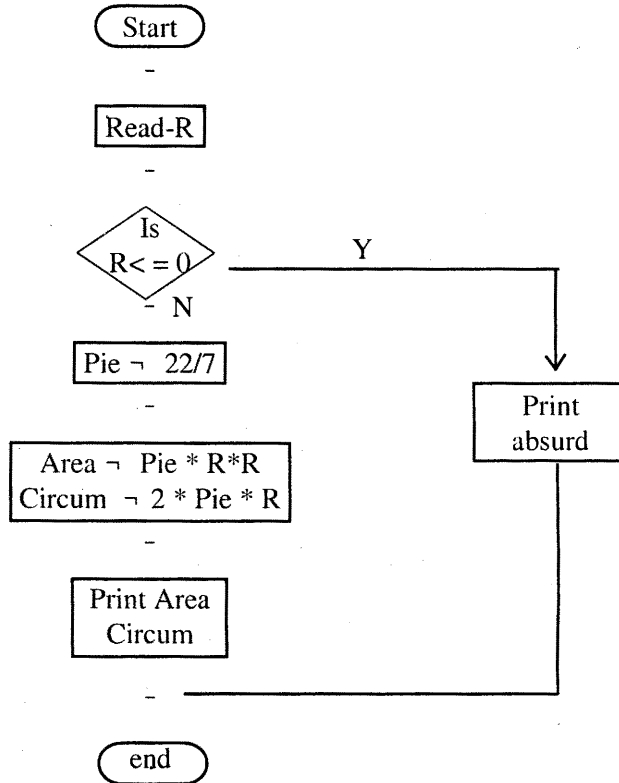 Start
Read-R
Is
R< = 0
Y
N
Pie ¬ 22/7
Print
absurd
Area ¬ Pie * R*R
Circum ¬ 2 * Pie * R
Print Area
Circum
end